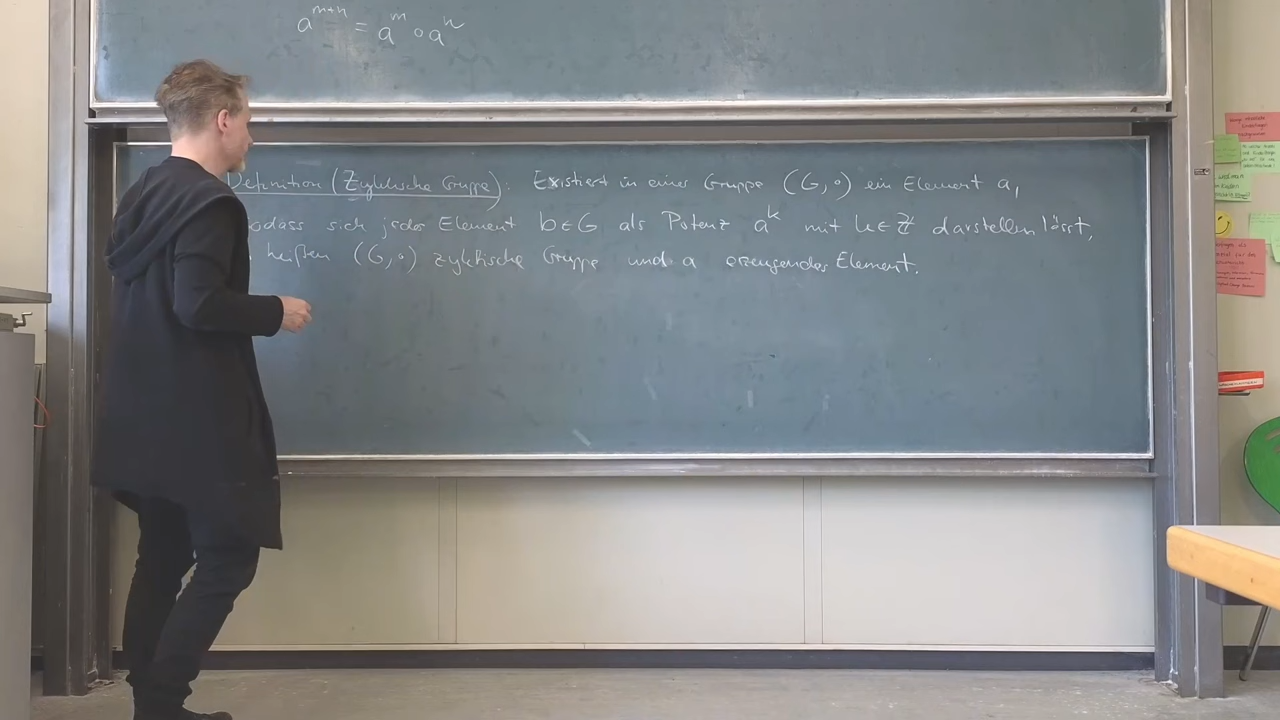 a^{m+n} = a^m ∘ a^n
Definition (Zyklische Gruppe): Existiert in einer Gruppe (G,∘) ein Element a,
sodass sich jedes Element b∈G als Potenz a^k mit k∈ℤ darstellen lässt,
heißen (G,∘) zyklische Gruppe und a erzeugendes Element.